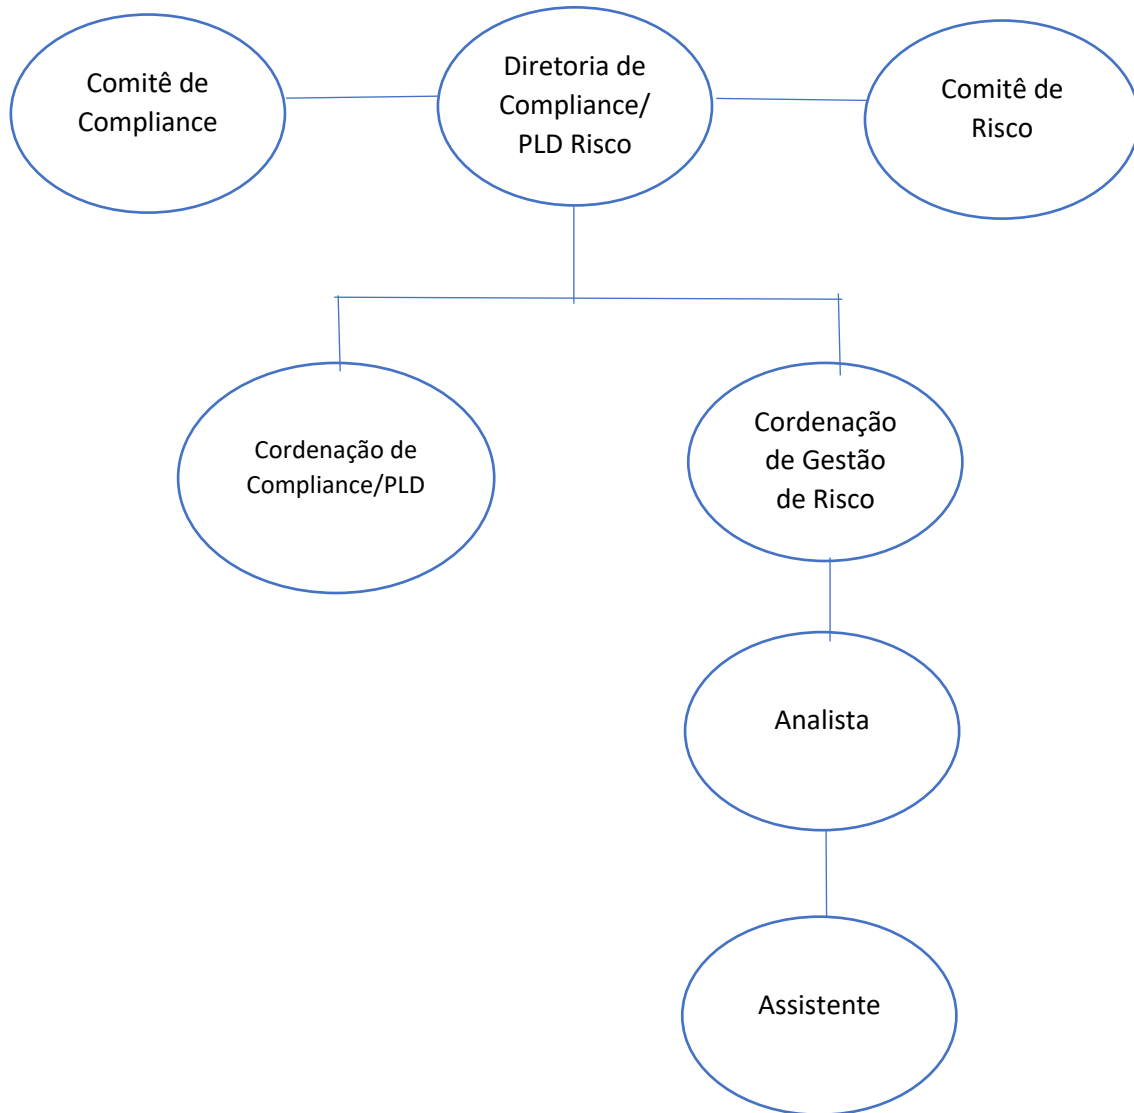 Comitê de
Compliance
Diretoria de
Compliance/
PLD Risco
Comitê de
Risco
Cordenação de
Compliance/PLD
Cordenação
de Gestão
de Risco
Analista
Assistente